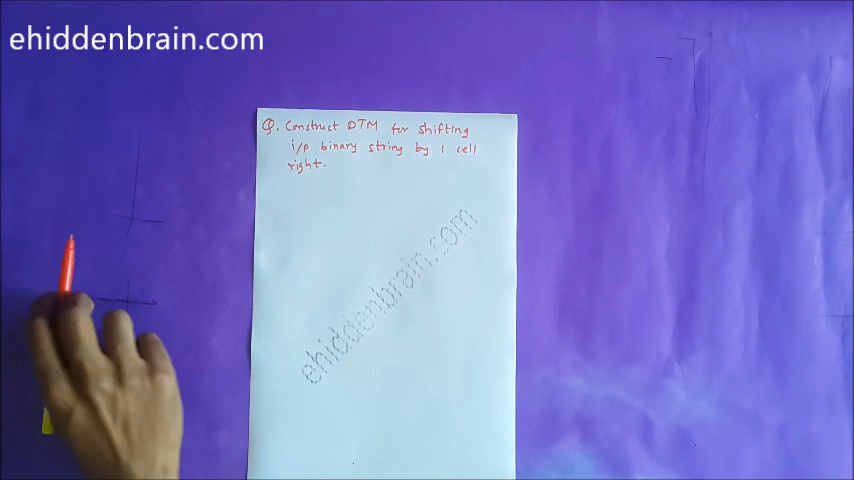 ehiddenbrain.com
Q. Construct DTM for shifting
i/p binary string by 1 cell
right.
ehiddenbrain.com